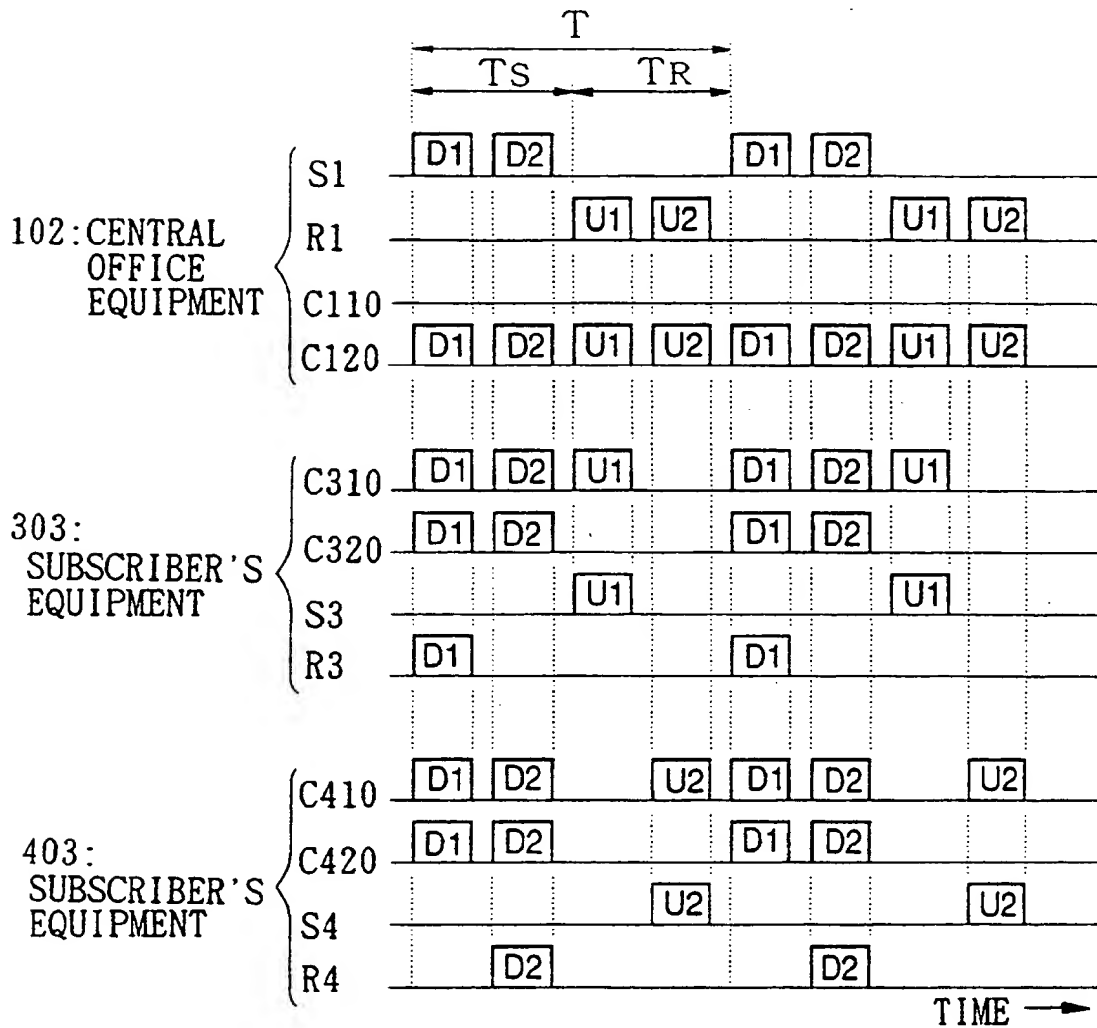 T
TS TR
S1 D1 D2 D1 D2
R1 U1 U2 U1 U2
102:CENTRAL
OFFICE
EQUIPMENT
C110
C120 D1 D2 U1 U2 D1 D2 U1 U2
C310 D1 D2 U1 D1 D2 U1
303:
SUBSCRIBER'S
EQUIPMENT
C320 D1 D2 D1 D2
S3 U1 U1
R3 D1 D1
C410 D1 D2 U2 D1 D2 U2
403:
SUBSCRIBER'S
EQUIPMENT
C420 D1 D2 D1 D2
S4 U2 U2
R4 D2 D2
TIME